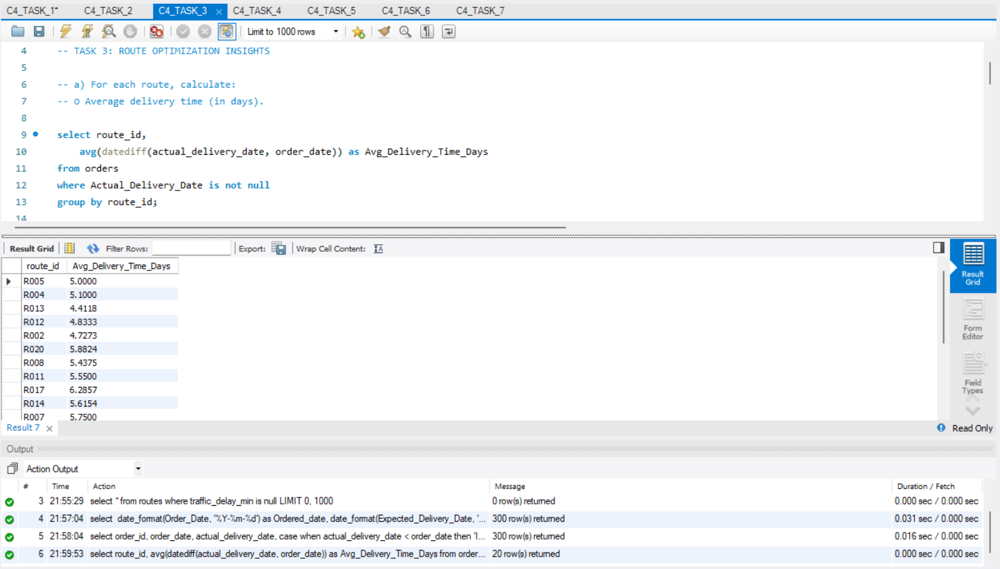 C4_TASK_1* C4_TASK_2 C4_TASK_3 C4_TASK_4 C4_TASK_5 C4_TASK_6 C4_TASK_7
Limit to 1000 rows
4 -- TASK 3: ROUTE OPTIMIZATION INSIGHTS
5
6 -- a) For each route, calculate:
7 -- o Average delivery time (in days).
8
9 select route_id,
10 avg(datediff(actual_delivery_date, order_date)) as Avg_Delivery_Time_Days
11 from orders
12 where Actual_Delivery_Date is not null
13 group by route_id;
14
Result Grid Filter Rows: Export: Wrap Cell Content:
route_id Avg_Delivery_Time_Days
R005 5.0000
R004 5.1000
R013 4.4118
R012 4.8333
R002 4.7273
R020 5.8824
R008 5.4375
R011 5.5500
R017 6.2857
R014 5.6154
R007 5.7500
Result
Grid
Form
Editor
Field
Types
Result 7 Read Only
Output
Action Output
# Time Action Message Duration / Fetch
3 21:55:29 select * from routes where traffic_delay_min is null LIMIT 0, 1000 0 row(s) returned 0.000 sec / 0.000 sec
4 21:57:04 select date_format(Order_Date, '%Y-%m-%d') as Ordered_date, date_format(Expected_Delivery_Date, '... 300 row(s) returned 0.031 sec / 0.000 sec
5 21:58:04 select order_id, order_date, actual_delivery_date, case when actual_delivery_date < order_date then 'I... 300 row(s) returned 0.016 sec / 0.000 sec
6 21:59:53 select route_id, avg(datediff(actual_delivery_date, order_date)) as Avg_Delivery_Time_Days from order... 20 row(s) returned 0.000 sec / 0.000 sec